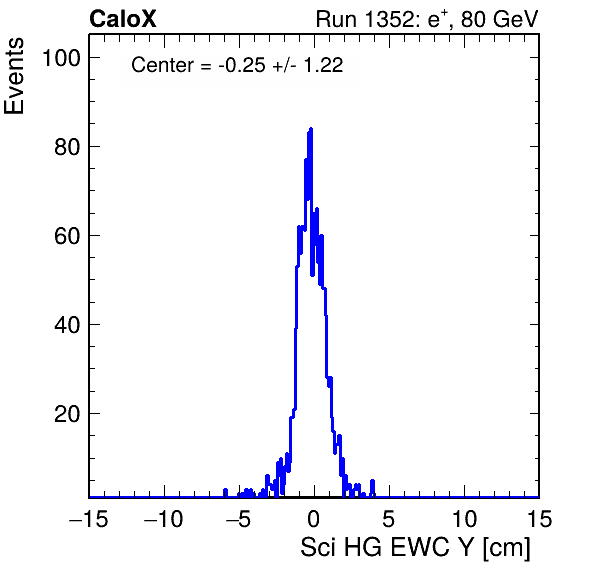 CaloX Run 1352: e+, 80 GeV
Center = -0.25 +/- 1.22
Events
100
80
60
40
20
−15 −10 −5 0 5 10 15
Sci HG EWC Y [cm]